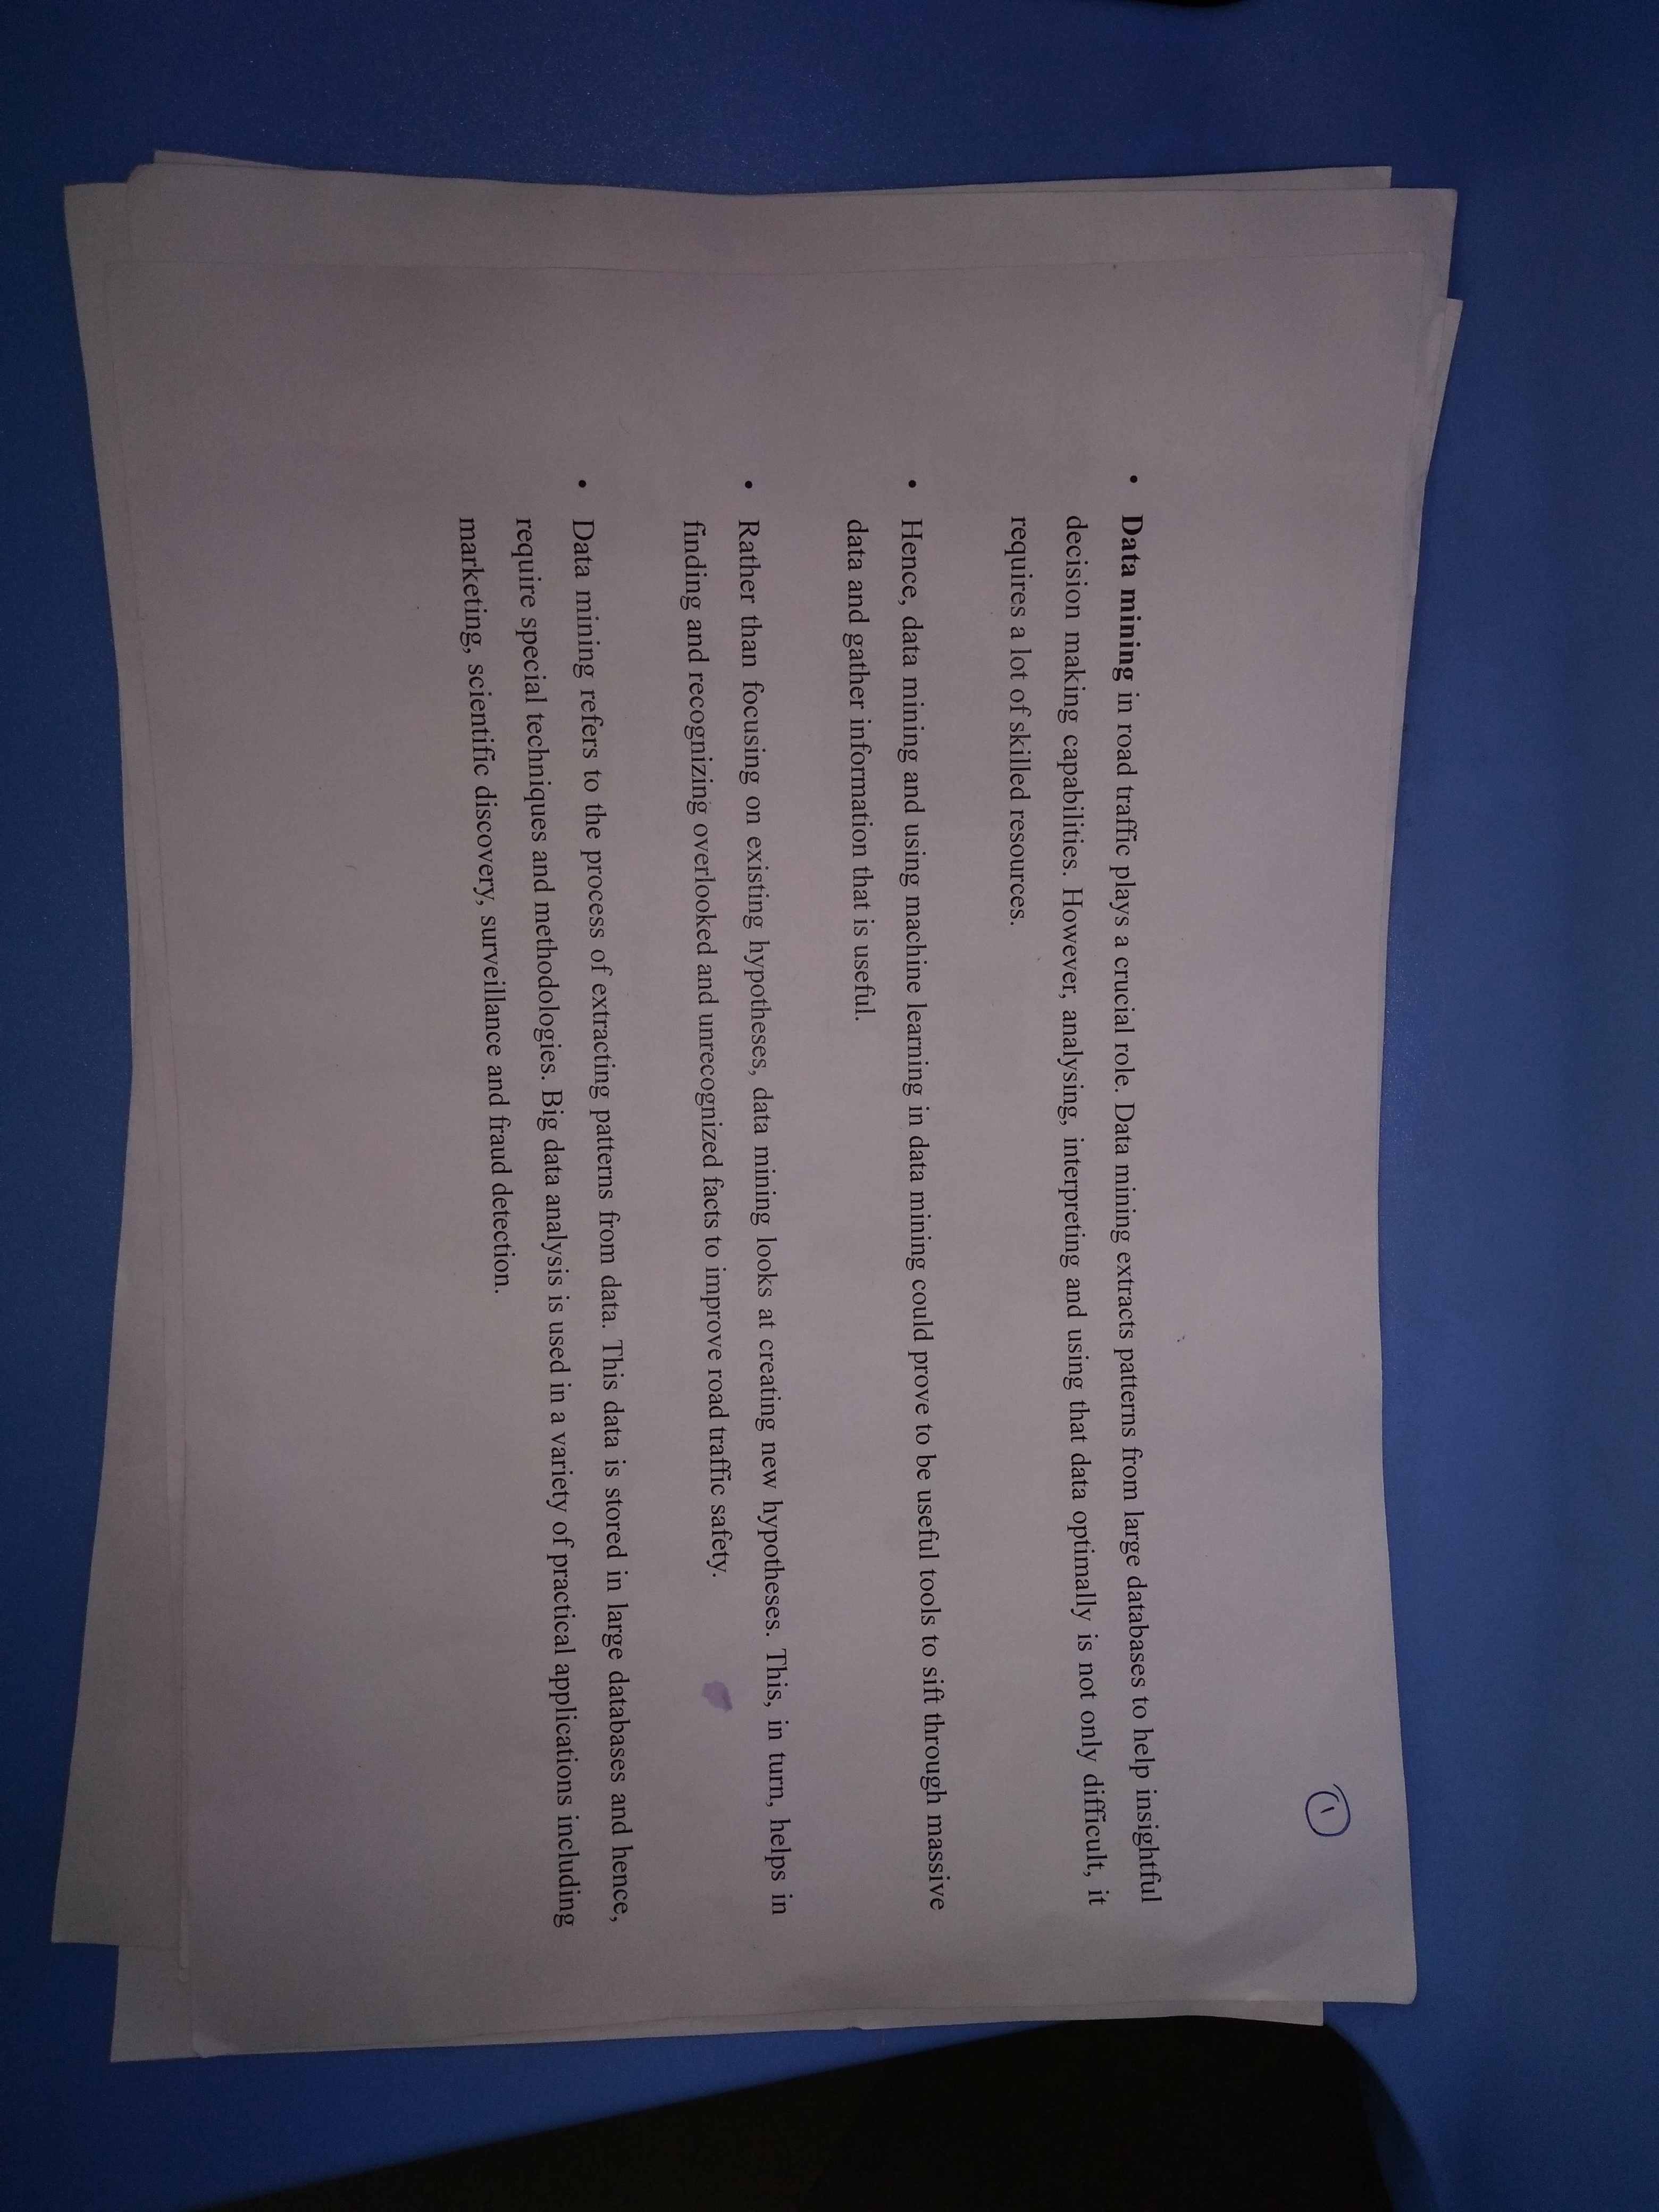 1
• Data mining in road traffic plays a crucial role. Data mining extracts patterns from large databases to help insightful
decision making capabilities. However, analysing, interpreting and using that data optimally is not only difficult, it
requires a lot of skilled resources.
• Hence, data mining and using machine learning in data mining could prove to be useful tools to sift through massive
data and gather information that is useful.
• Rather than focusing on existing hypotheses, data mining looks at creating new hypotheses. This, in turn, helps in
finding and recognizing overlooked and unrecognized facts to improve road traffic safety.
• Data mining refers to the process of extracting patterns from data. This data is stored in large databases and hence,
require special techniques and methodologies. Big data analysis is used in a variety of practical applications including
marketing, scientific discovery, surveillance and fraud detection.